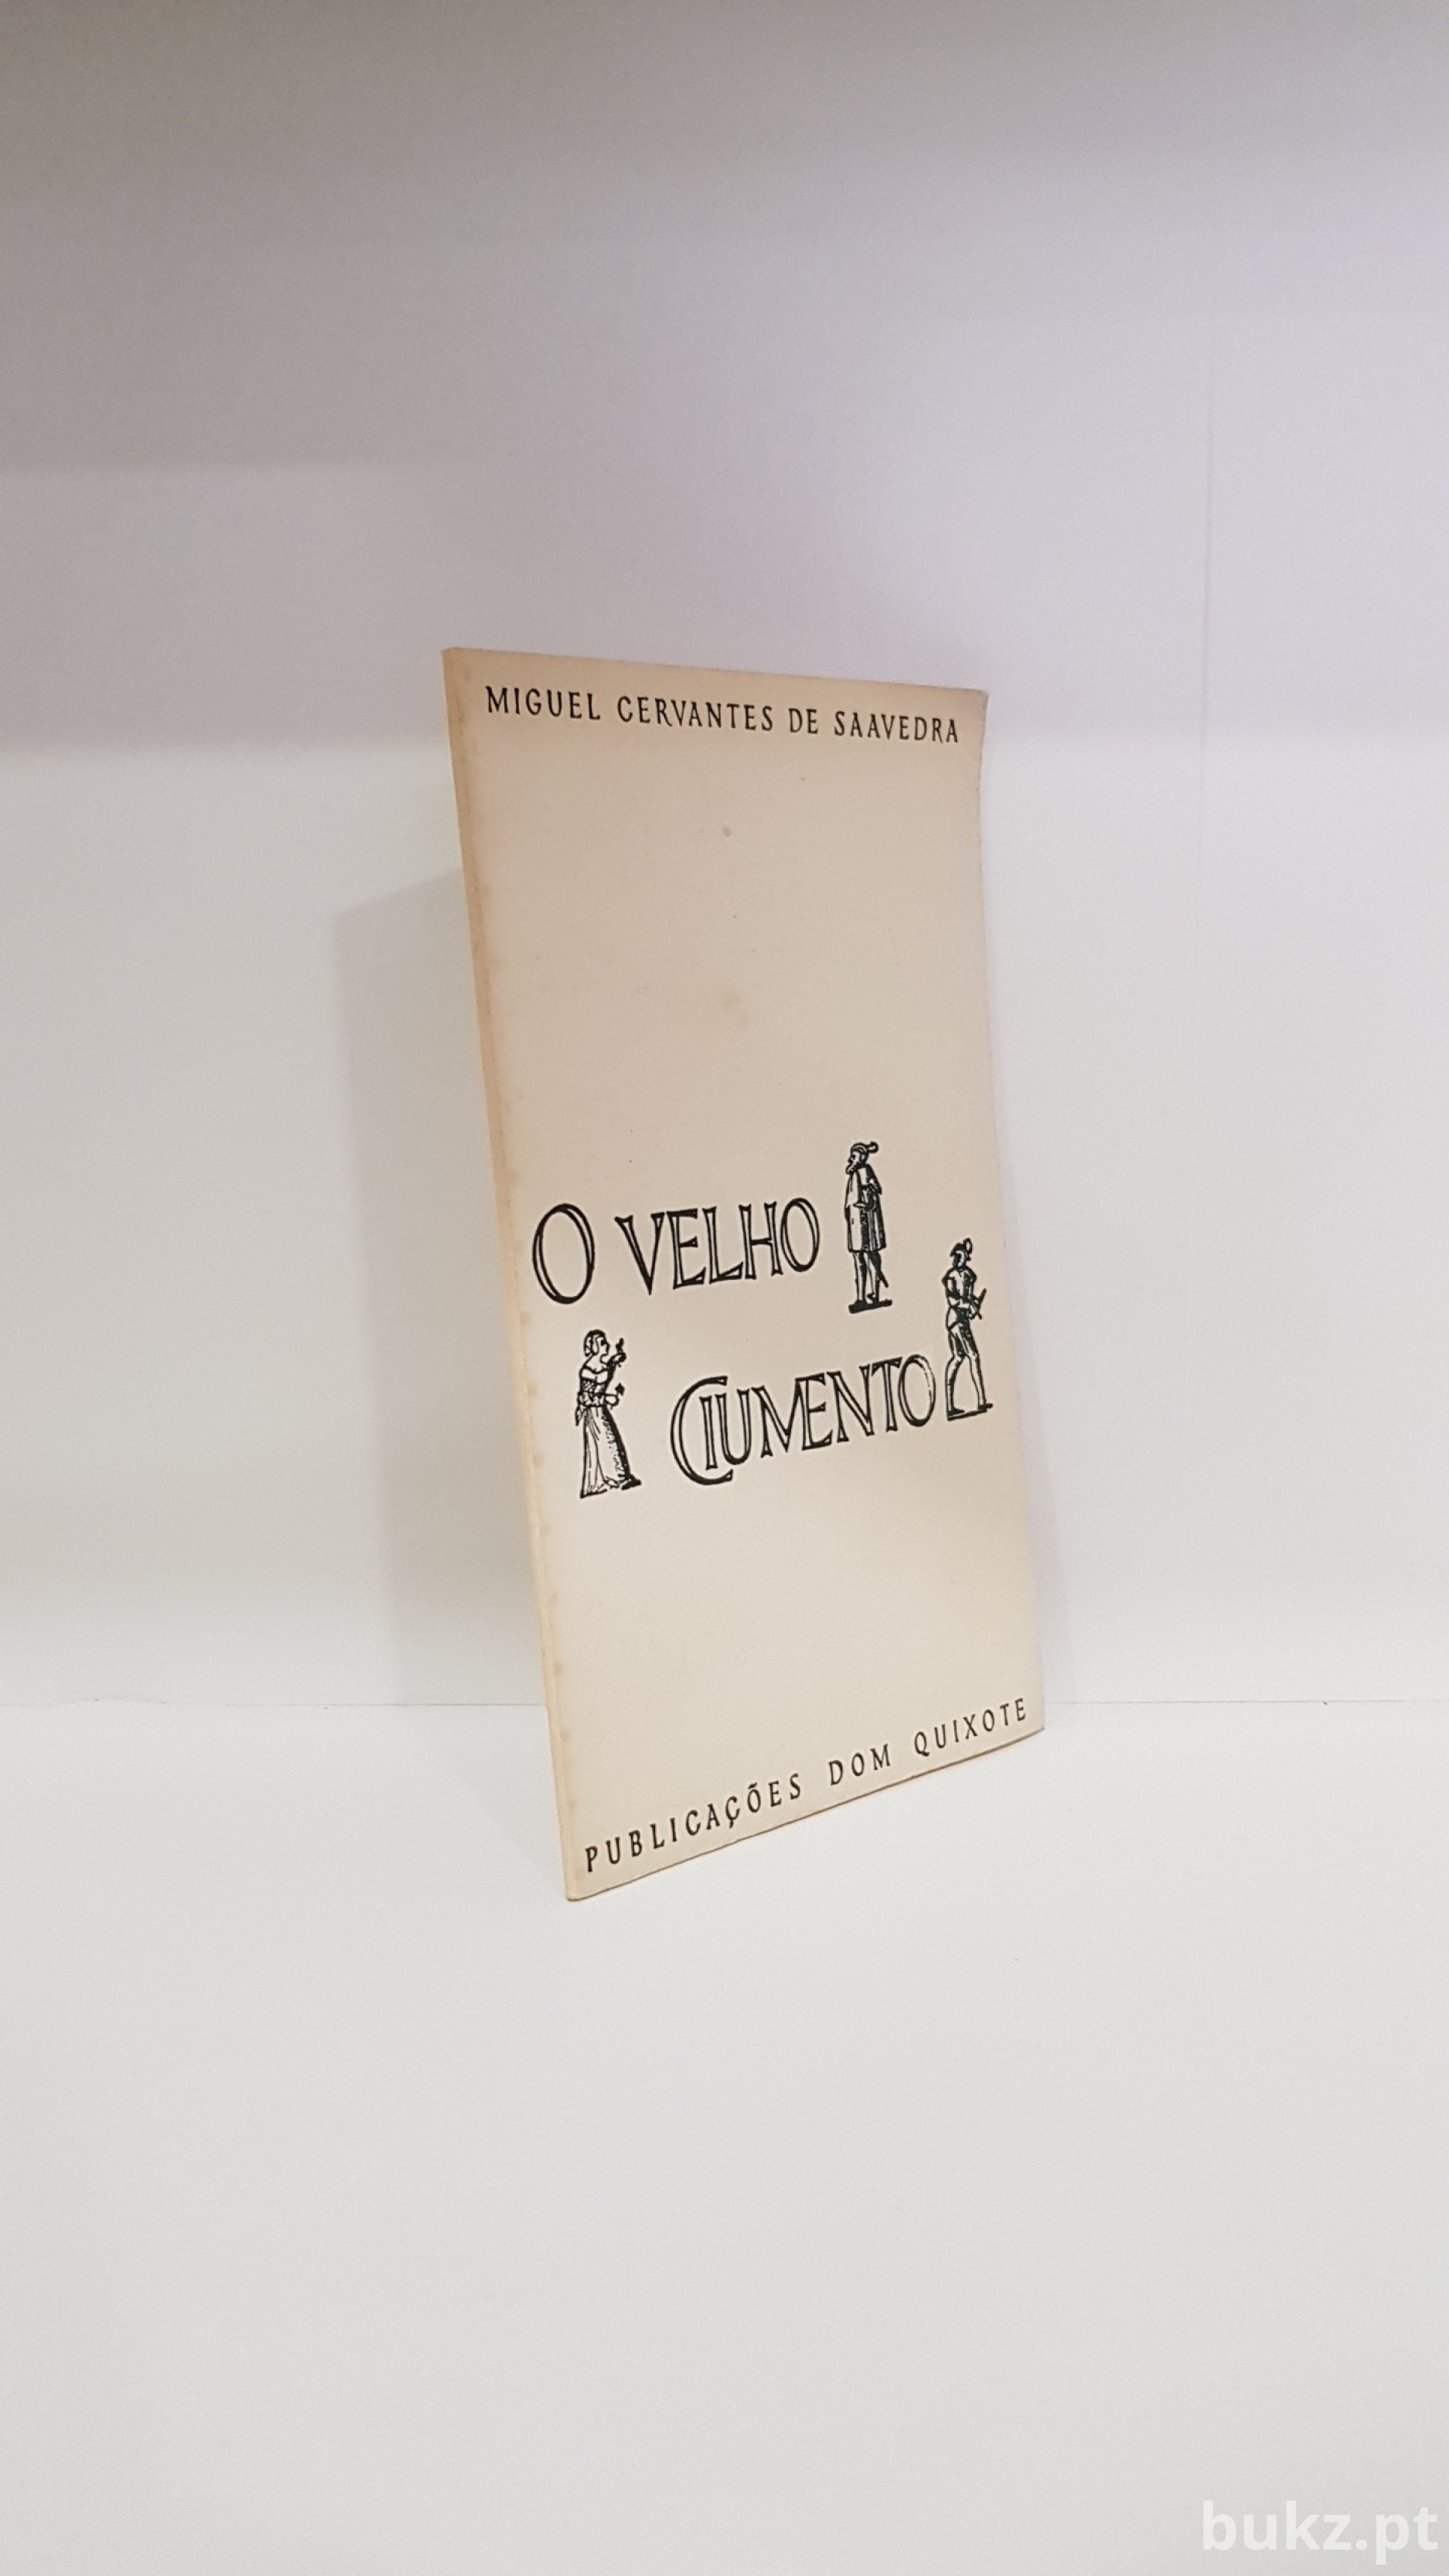 MIGUEL CERVANTES DE SAAVEDRA
O VELHO
CIUMENTO
PUBLICAÇÕES DOM QUIXOTE
bukz.pt